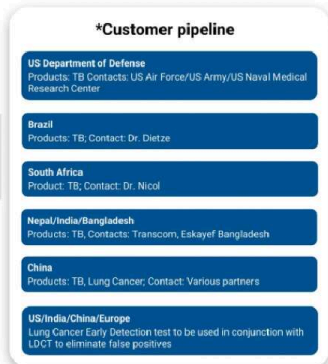 *Customer pipeline
US Department of Defense
Products: TB Contacts: US Air Force/US Army/US Naval Medical
Research Center
Brazil
Products: TB; Contact: Dr. Dietze
South Africa
Product: TB; Contact: Dr. Nicol
Nepal/India/Bangladesh
Products: TB, Contacts: Transcom, Eskayef Bangladesh
China
Products: TB, Lung Cancer; Contact: Various partners
US/India/China/Europe
Lung Cancer Early Detection test to be used in conjunction with
LDCT to eliminate false positives